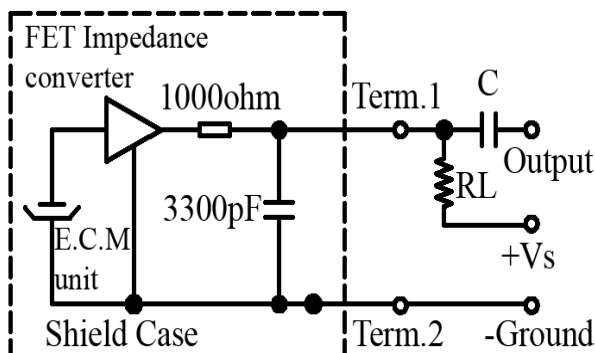 FET Impedance
converter
1000ohm
Term.1
C
Output
3300pF
RL
E.C.M
unit
+Vs
Shield Case
Term.2
-Ground